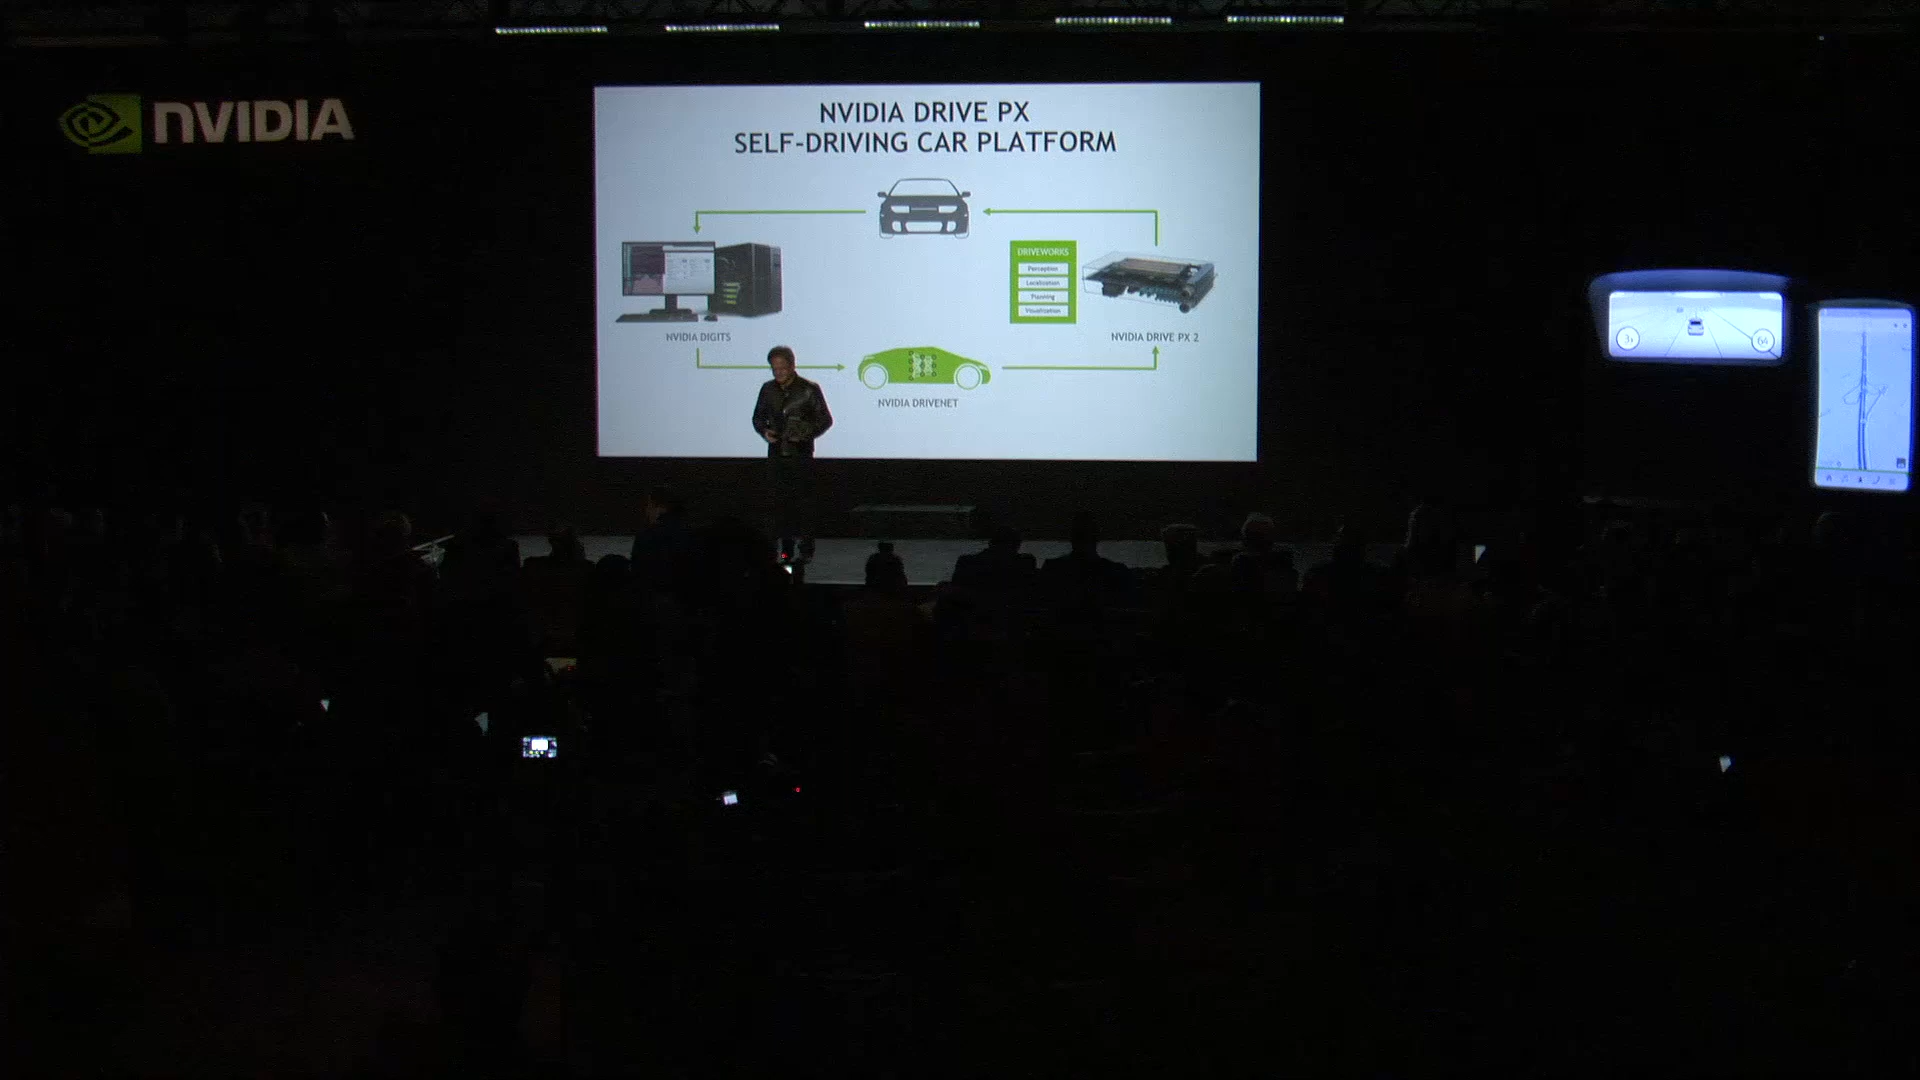 NVIDIA
NVIDIA DRIVE PX
SELF-DRIVING CAR PLATFORM
DRIVEWORKS
Perception
Localization
Planning
Visualization
NVIDIA DIGITS
NVIDIA DRIVE PX 2
NVIDIA DRIVENET
64